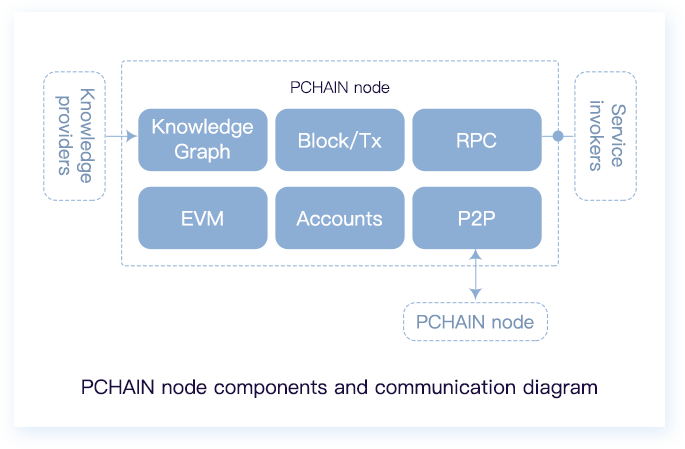 PCHAIN node
Knowledge
providers
Knowledge
Graph
Block/Tx
RPC
Service
invokers
EVM
Accounts
P2P
PCHAIN node
PCHAIN node components and communication diagram